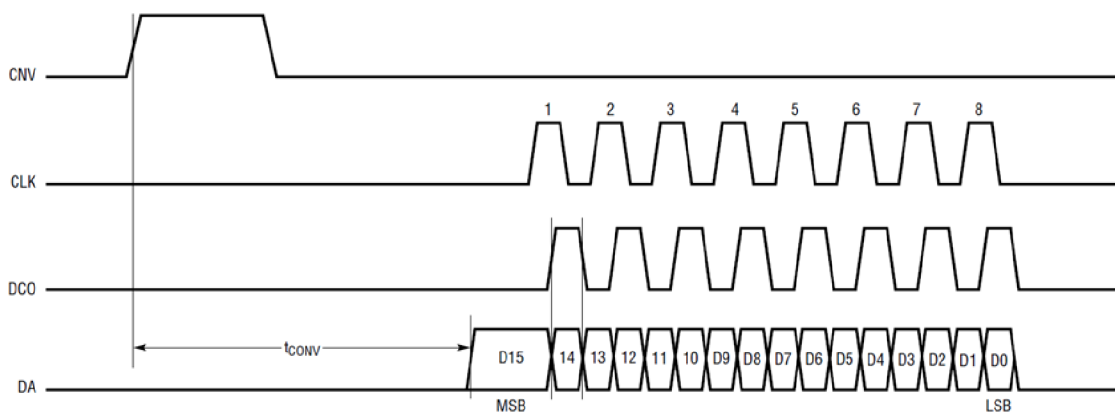 CNV
1 2 3 4 5 6 7 8
CLK
DCO
tCONV
D15 14 13 12 11 10 D9 D8 D7 D6 D5 D4 D3 D2 D1 D0
DA
MSB LSB